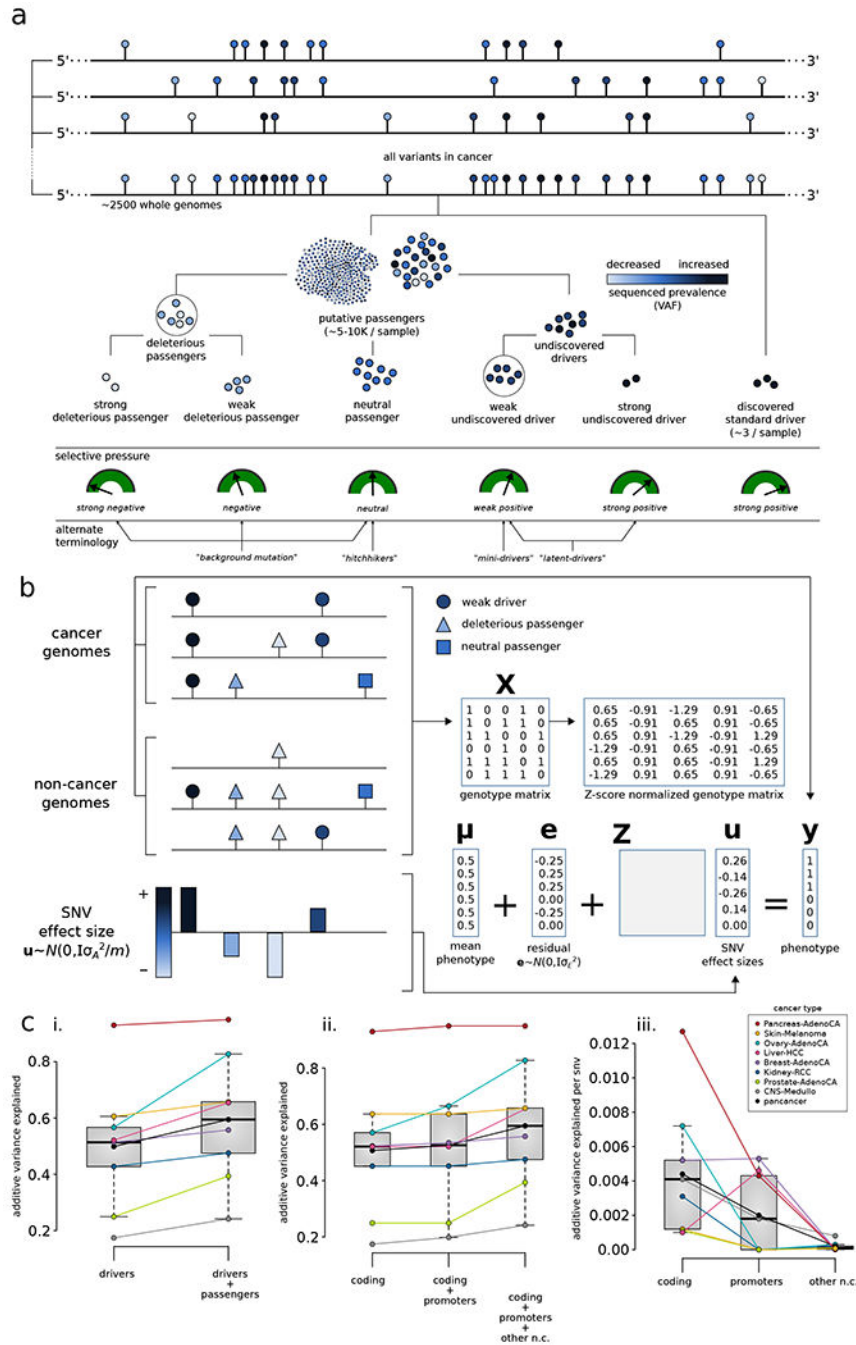 a
5'···· ····3'
5'···· ····3'
5'···· ····3'
all variants in cancer
5'···· ····3'
~2500 whole genomes
decreased increased
sequenced prevalence
(VAF)
putative passengers
(~5-10K / sample)
deleterious
passengers
undiscovered
drivers
strong
deleterious passenger
weak
deleterious passenger
neutral
passenger
weak
undiscovered driver
strong
undiscovered driver
discovered
standard driver
(~3 / sample)
selective pressure
strong negative
negative
neutral
weak positive
strong positive
strong positive
alternate
terminology
"background mutation"
"hitchhikers"
"mini-drivers"
"latent-drivers"
b
cancer
genomes
non-cancer
genomes
weak driver
deleterious passenger
neutral passenger
X
1 0 0 1 0
1 0 1 1 0
1 1 0 0 1
0 0 1 0 0
1 1 1 0 1
0 1 1 1 0
genotype matrix
0.65 -0.91 -1.29 0.91 -0.65
0.65 -0.91 0.65 0.91 -0.65
0.65 0.91 -1.29 -0.91 1.29
-1.29 -0.91 0.65 -0.91 -0.65
0.65 0.91 0.65 -0.91 1.29
-1.29 0.91 0.65 0.91 -0.65
Z-score normalized genotype matrix
μ e Z u y
0.5 -0.25 0.26 1
0.5 0.25 -0.14 1
0.5 0.25 -0.26 1
0.5 0.00 0.14 0
0.5 -0.25 0.00 0
0.5 0.00 0
+ + =
mean
phenotype
residual
e~N(0,Iσε²)
SNV
effect sizes
phenotype
+
SNV
effect size
u~N(0,IσA²/m)
−
C i.
additive variance explained
0.8
0.6
0.4
0.2
drivers
drivers
+
passengers
ii.
additive variance explained
0.8
0.6
0.4
0.2
coding
coding
+
promoters
coding
+
promoters
+
other n.c.
iii.
additive variance explained per snv
0.012
0.010
0.008
0.006
0.004
0.002
0.000
coding
promoters
other n.c.
cancer type
Pancreas-AdenoCA
Skin-Melanoma
Ovary-AdenoCA
Liver-HCC
Breast-AdenoCA
Kidney-RCC
Prostate-AdenoCA
CNS-Medullo
pancancer